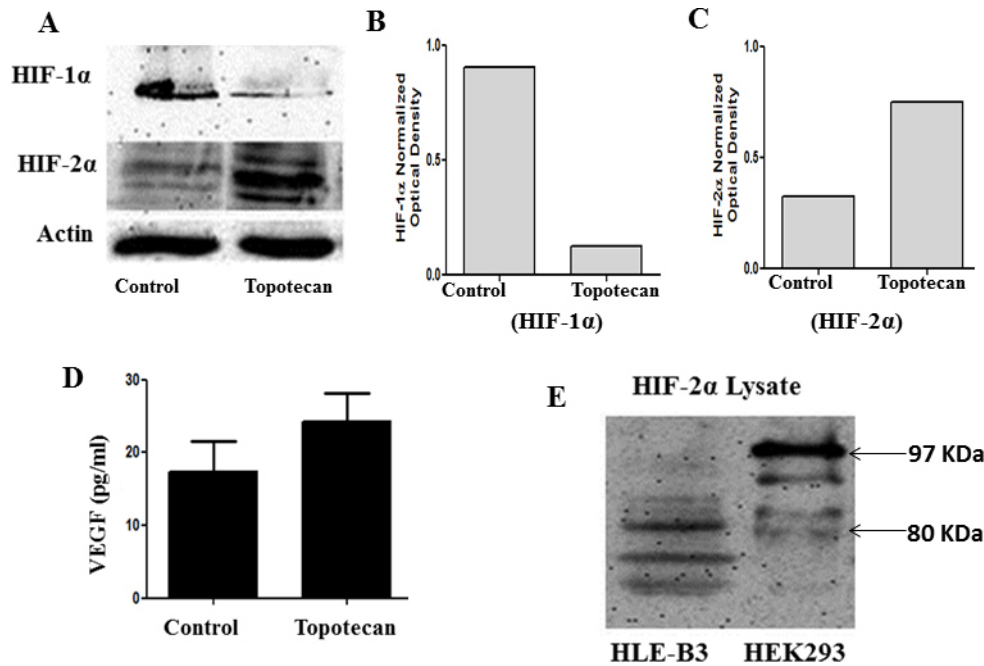 A
HIF-1α
HIF-2α
Actin
Control Topotecan
B
1.0
0.5
0.0
HIF-1α Normalized
Optical Density
Control Topotecan
(HIF-1α)
C
1.0
0.5
0.0
HIF-2α Normalized
Optical Density
Control Topotecan
(HIF-2α)
D
30
20
10
0
VEGF (pg/ml)
Control Topotecan
E
HIF-2α Lysate
97 KDa
80 KDa
HLE-B3 HEK293